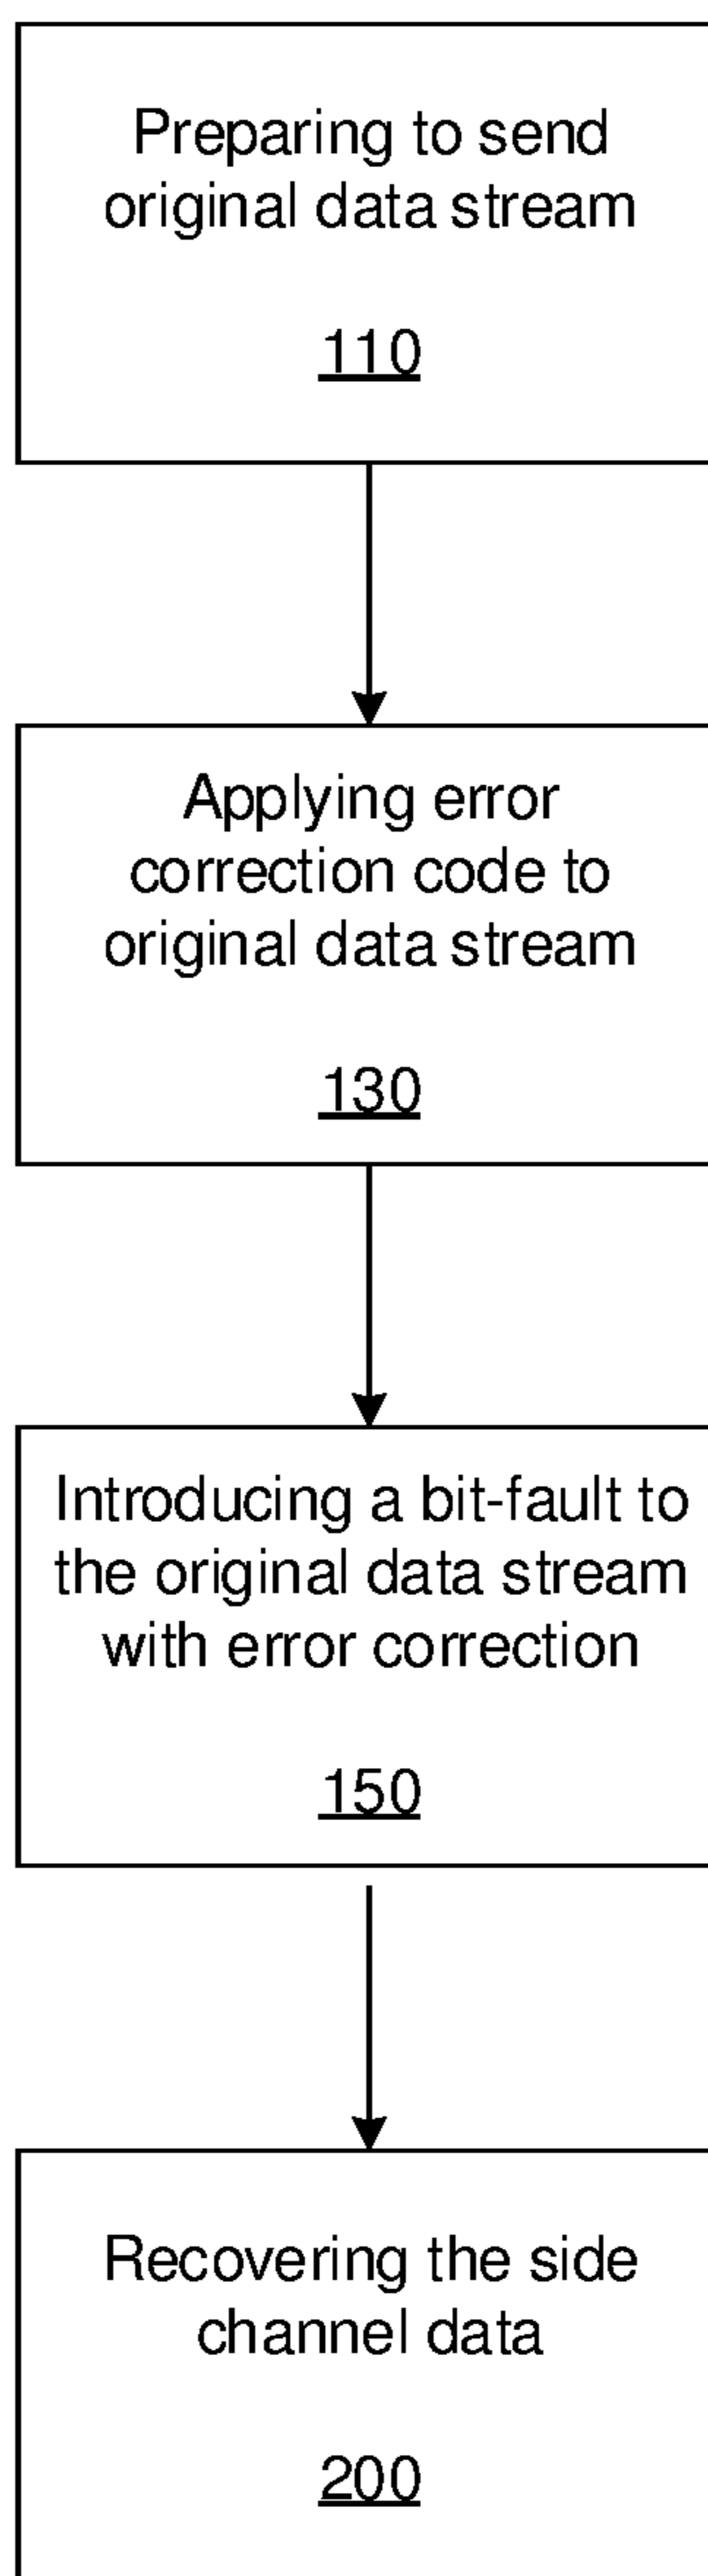 Preparing to send
original data stream
110
Applying error
correction code to
original data stream
130
Introducing a bit-fault to
the original data stream
with error correction
150
Recovering the side
channel data
200